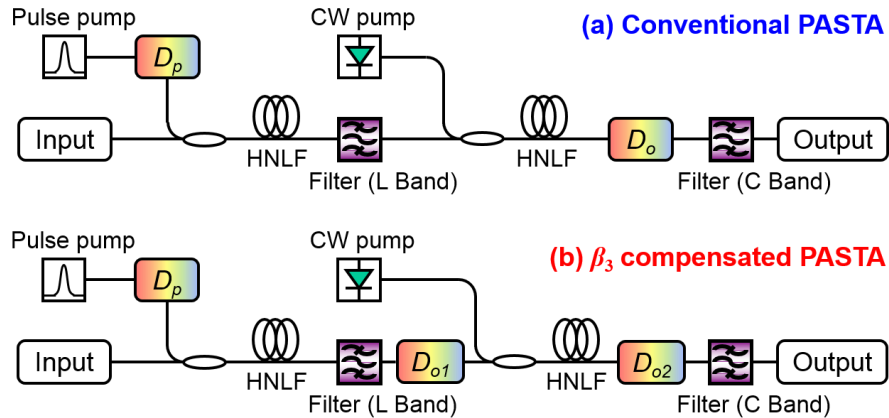 Pulse pump
CW pump
(a) Conventional PASTA
Dp
Input
HNLF
HNLF
Do
Output
Filter (L Band)
Filter (C Band)
Pulse pump
CW pump
(b) β3 compensated PASTA
Dp
Input
HNLF
Do1
HNLF
Do2
Output
Filter (L Band)
Filter (C Band)